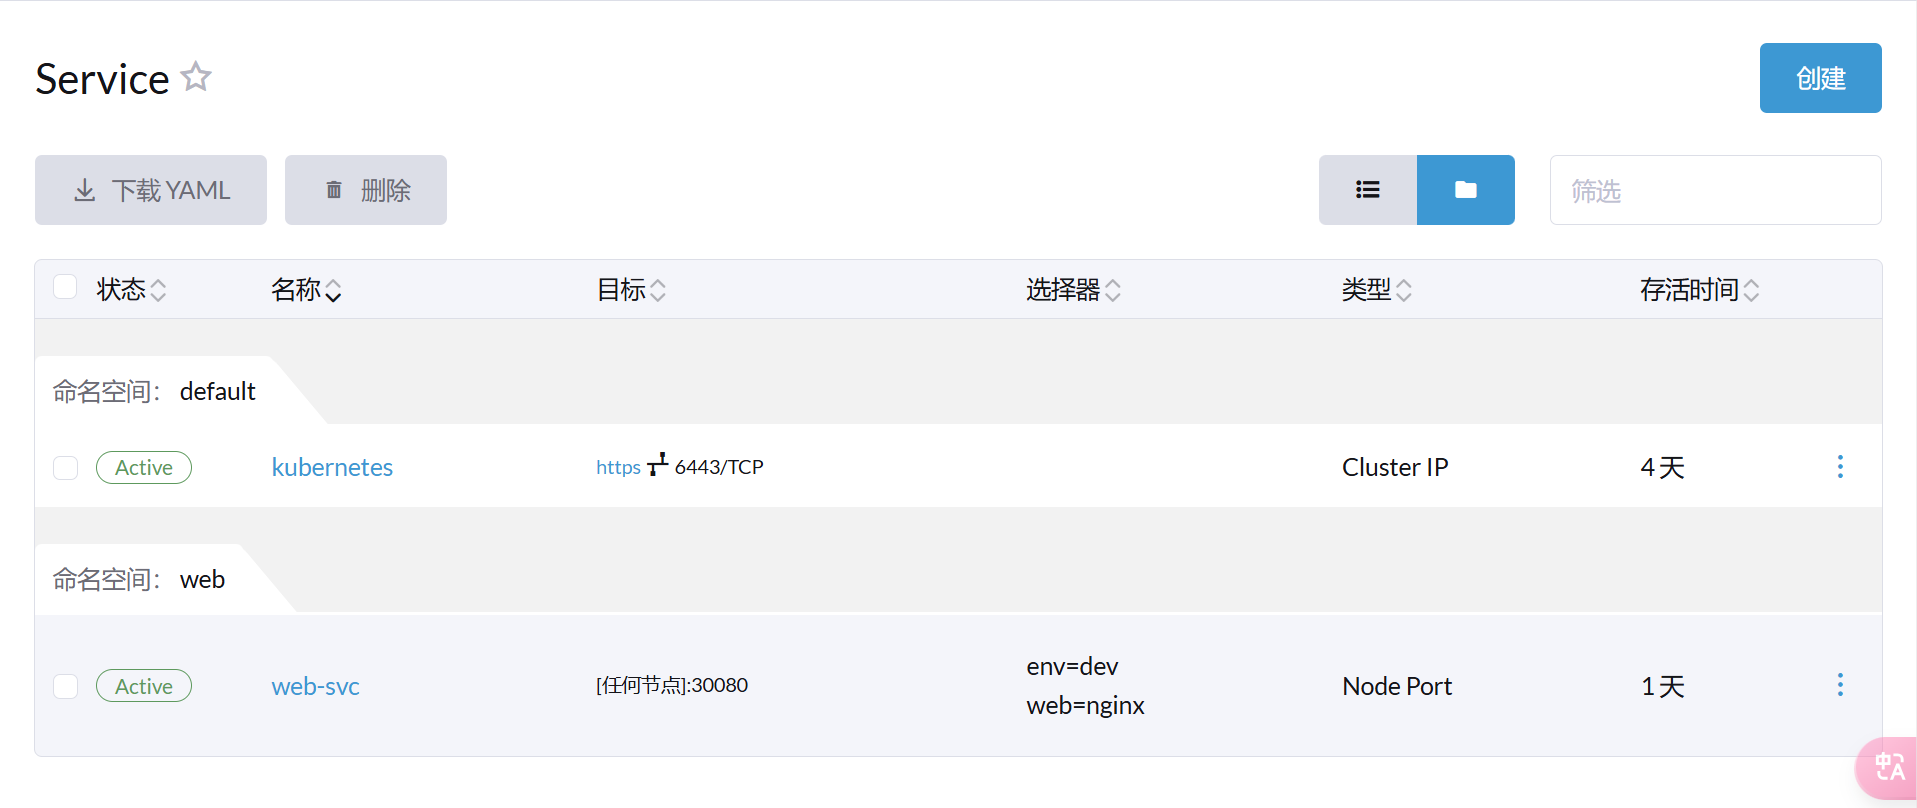 Service
创建
下载 YAML
删除
筛选
状态 名称 目标 选择器 类型 存活时间
命名空间： default
Active kubernetes https 6443/TCP Cluster IP 4 天
命名空间： web
Active web-svc [任何节点]:30080 env=dev Node Port 1 天
web=nginx
中A